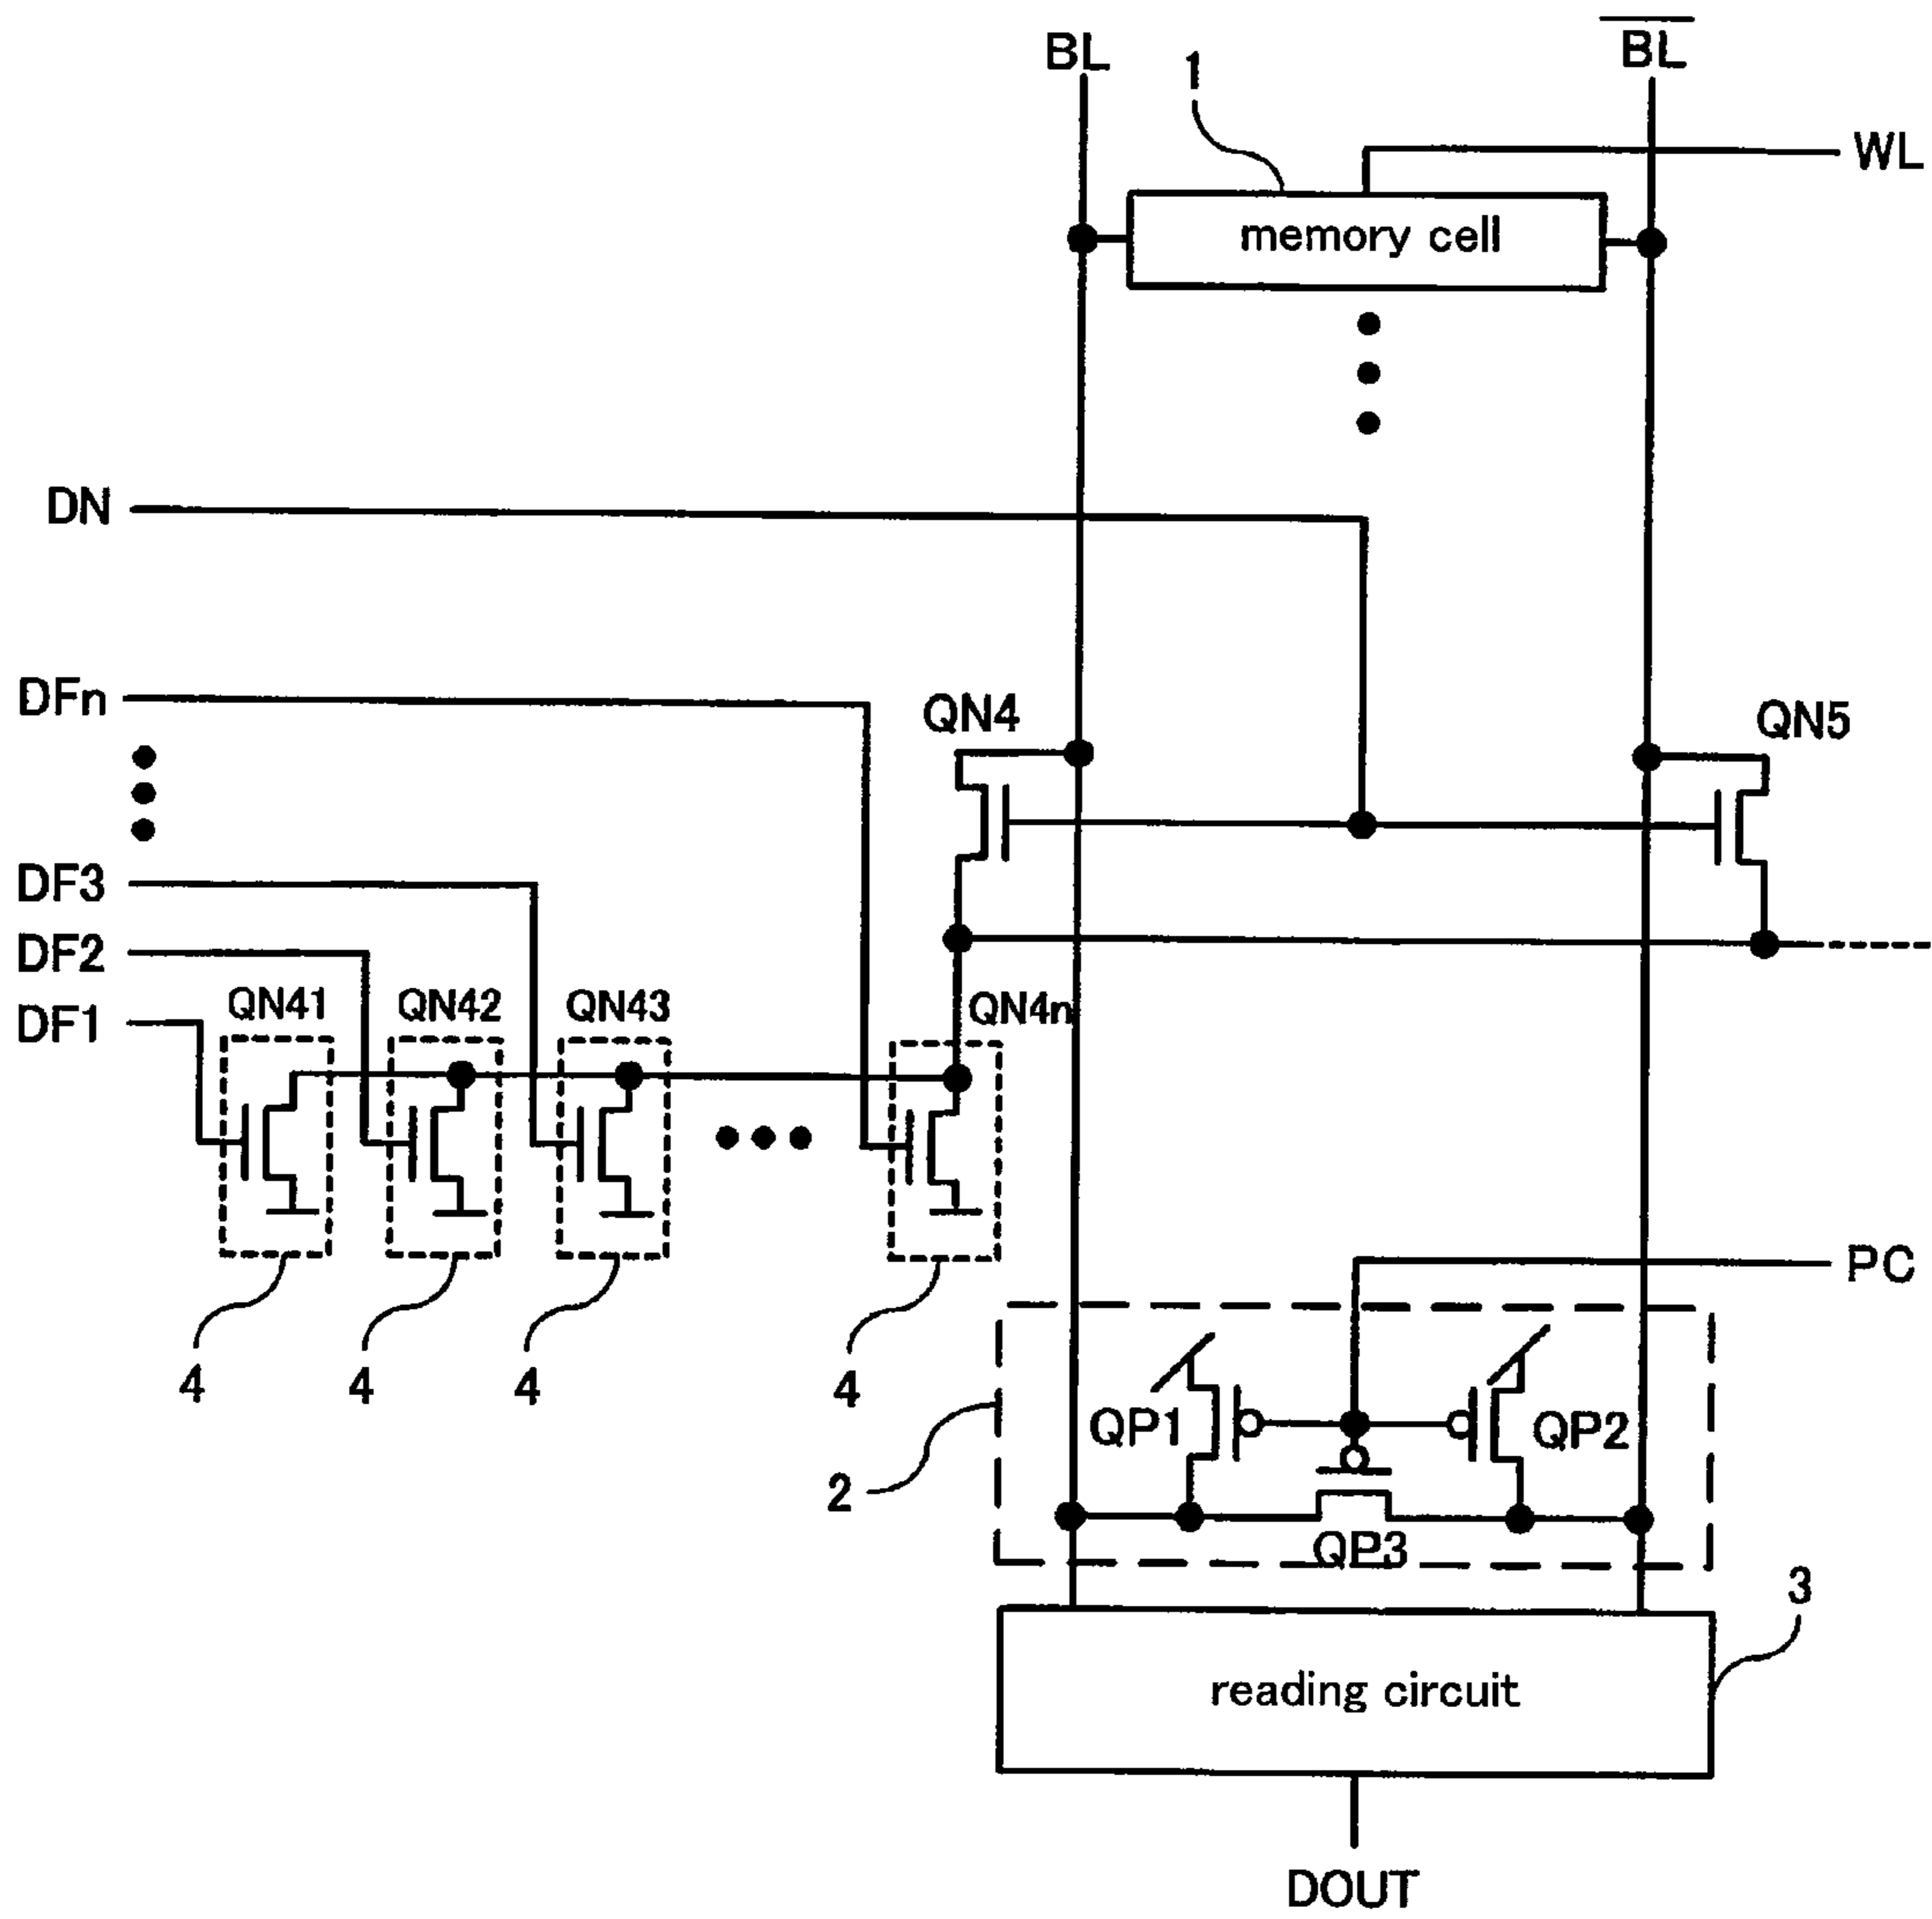 BL
B̅L̅
1
WL
memory cell
DN
DFn
QN4
QN5
DF3
DF2
DF1
QN41
QN42
QN43
QN4n
PC
4
4
4
4
2
QP1
QP2
QP3
3
reading circuit
DOUT